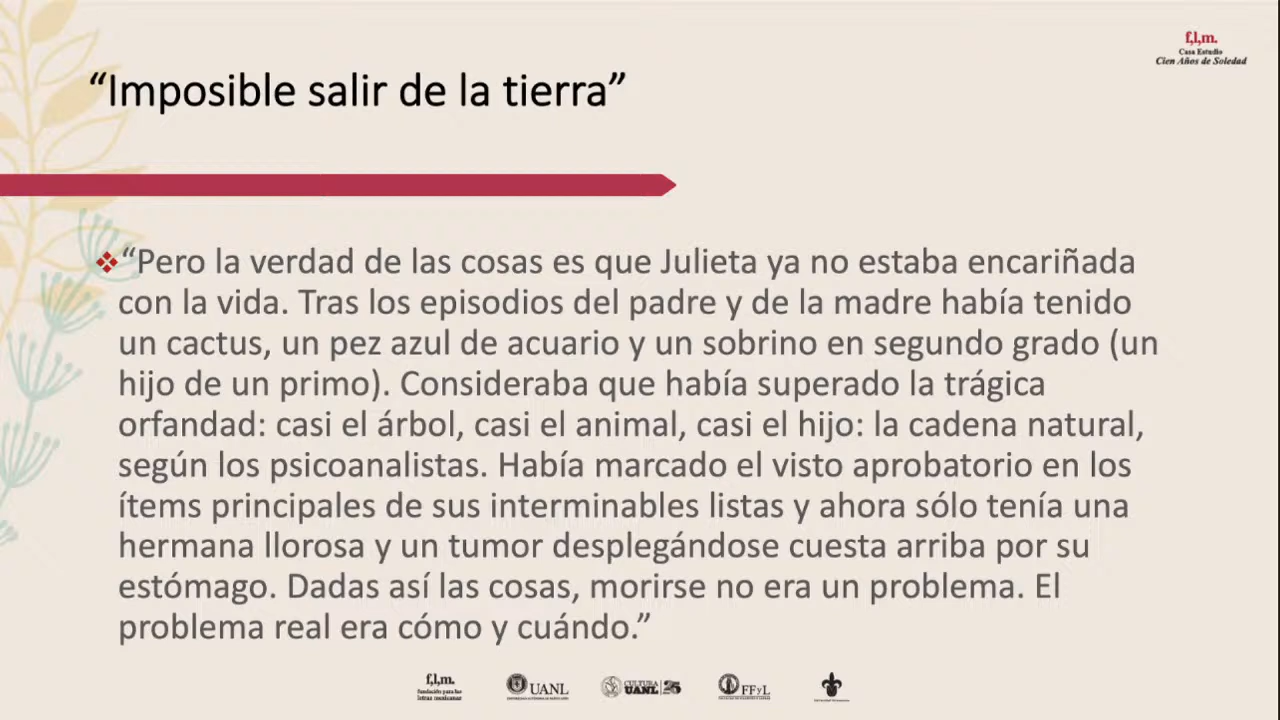 f,l,m.
Casa Estudio
Cien Años de Soledad
“Imposible salir de la tierra”
“Pero la verdad de las cosas es que Julieta ya no estaba encariñada
con la vida. Tras los episodios del padre y de la madre había tenido
un cactus, un pez azul de acuario y un sobrino en segundo grado (un
hijo de un primo). Consideraba que había superado la trágica
orfandad: casi el árbol, casi el animal, casi el hijo: la cadena natural,
según los psicoanalistas. Había marcado el visto aprobatorio en los
ítems principales de sus interminables listas y ahora sólo tenía una
hermana llorosa y un tumor desplegándose cuesta arriba por su
estómago. Dadas así las cosas, morirse no era un problema. El
problema real era cómo y cuándo.”
f,l,m.
fundación para las
letras mexicanas
UANL
CULTURA
UANL
FFyL